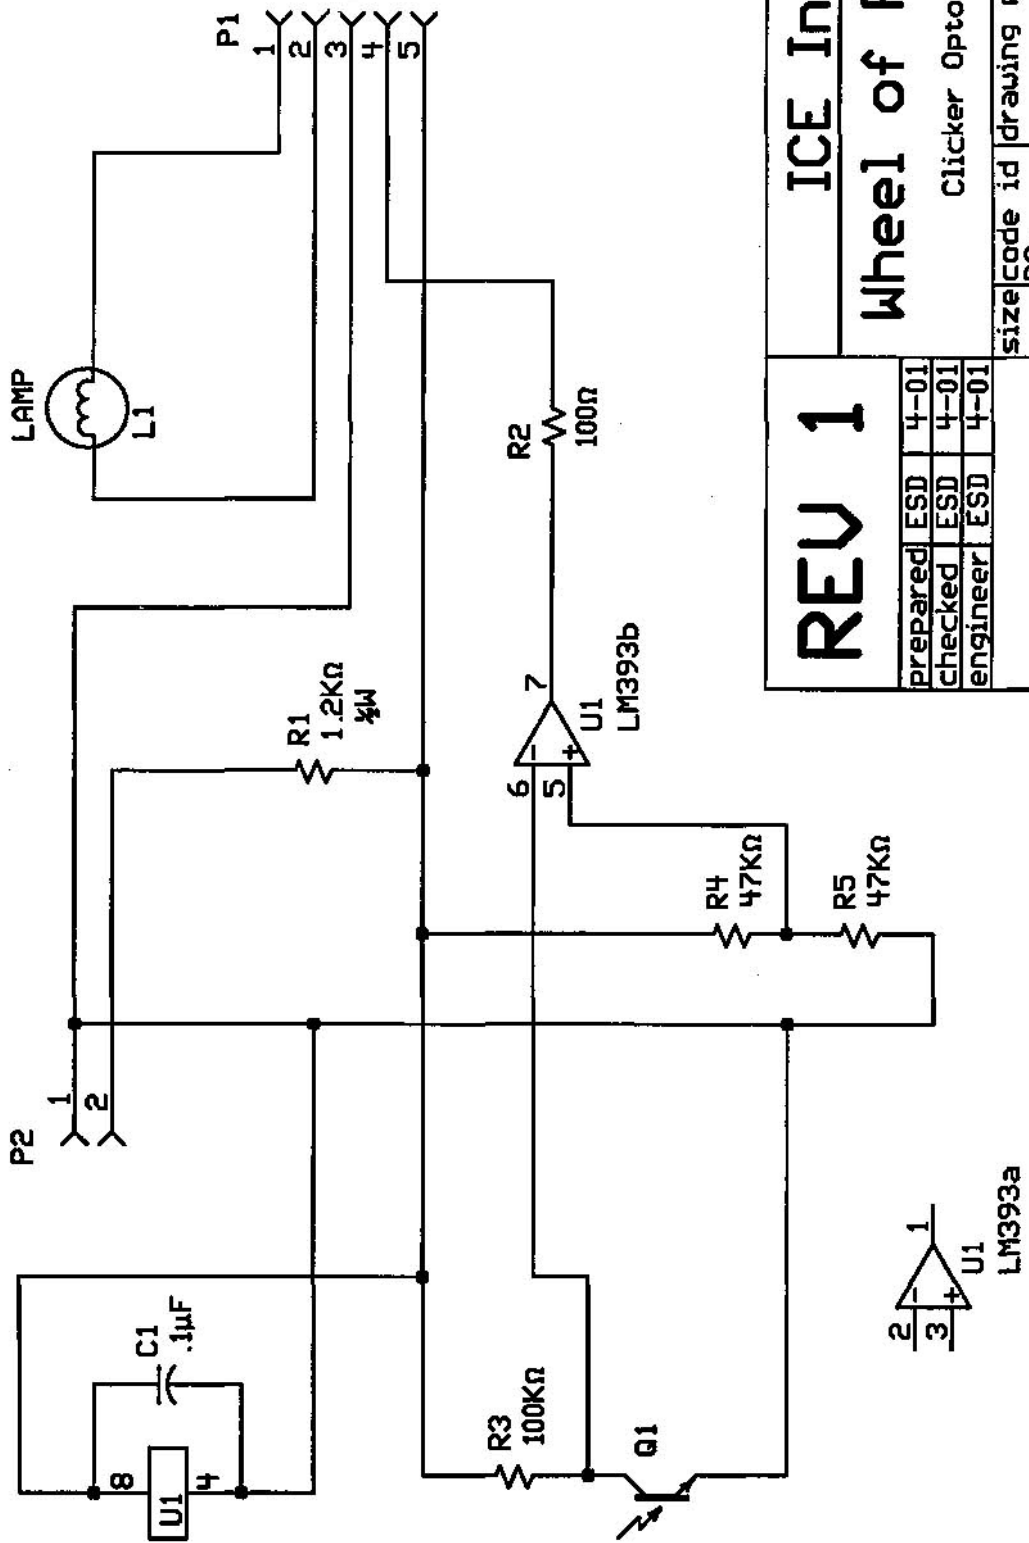 LAMP
L1
P1
1
2
3
4
5
P2
1
2
R1
1.2KΩ
½W
C1
.1µF
8
U1
4
R2
100Ω
6
5
7
U1
LM393b
R3
100KΩ
Q1
R4
47KΩ
R5
47KΩ
2
3
1
U1
LM393a
REV 1
prepared ESD 4-01
checked ESD 4-01
engineer ESD 4-01
ICE In
Wheel of
Clicker Opto
size code id drawing